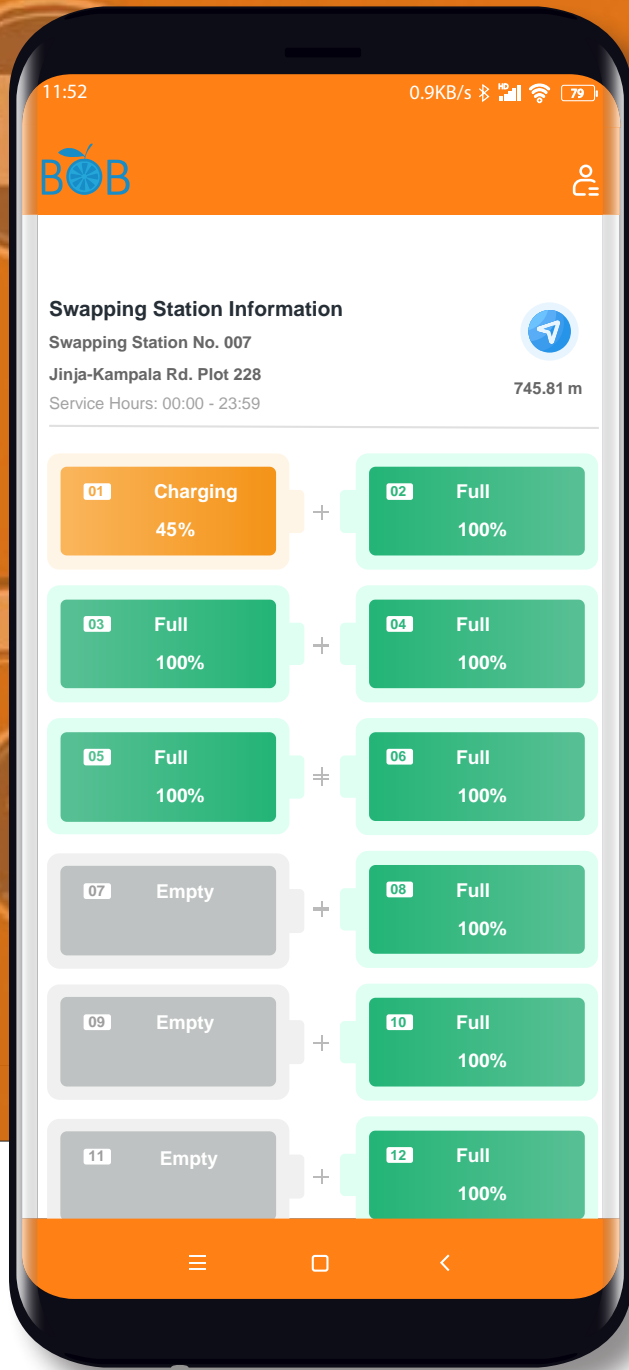 11:52 0.9KB/s HD 79
BOB
Swapping Station Information
Swapping Station No. 007
Jinja-Kampala Rd. Plot 228
745.81 m
Service Hours: 00:00 - 23:59
01 Charging
45%
02 Full
100%
03 Full
100%
04 Full
100%
05 Full
100%
06 Full
100%
07 Empty
08 Full
100%
09 Empty
10 Full
100%
11 Empty
12 Full
100%